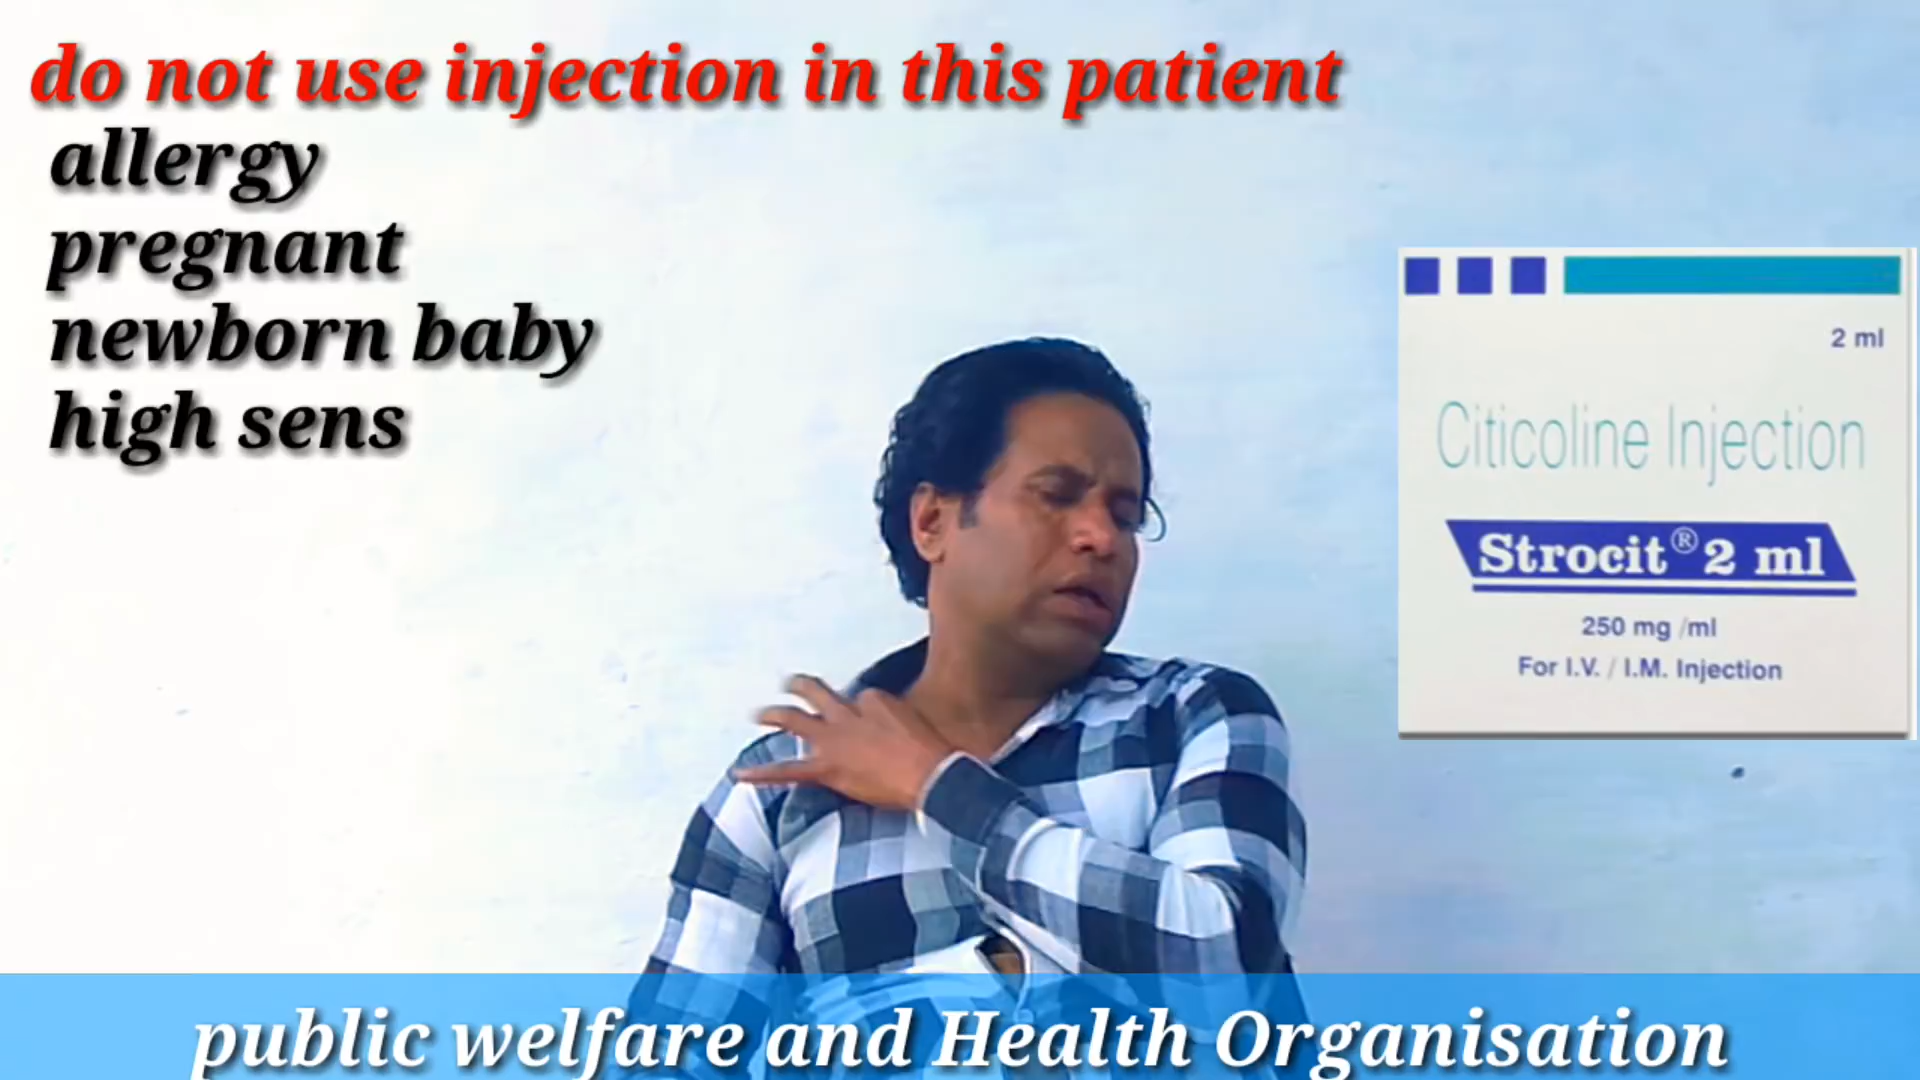 do not use injection in this patient
allergy
pregnant
newborn baby
high sens
2 ml
Citicoline Injection
Strocit® 2 ml
250 mg /ml
For I.V. / I.M. Injection
public welfare and Health Organisation